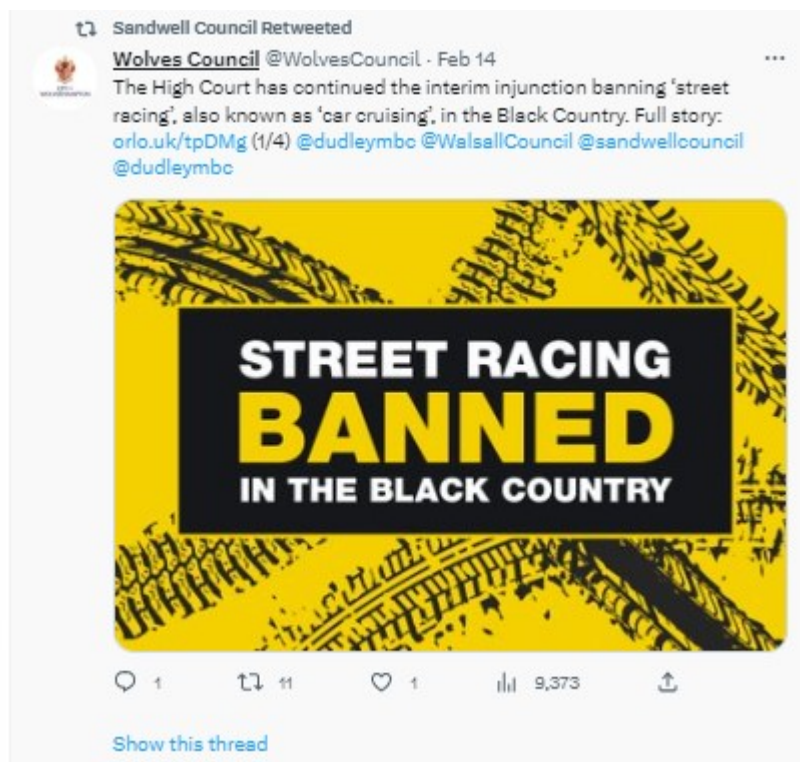 Sandwell Council Retweeted
Wolves Council @WolvesCouncil · Feb 14
The High Court has continued the interim injunction banning ‘street
racing’, also known as ‘car cruising’, in the Black Country. Full story:
orlo.uk/tpDMg (1/4) @dudleymbc @WalsallCouncil @sandwellcouncil
@dudleymbc
STREET RACING
BANNED
IN THE BLACK COUNTRY
1 11 1 9,373
Show this thread